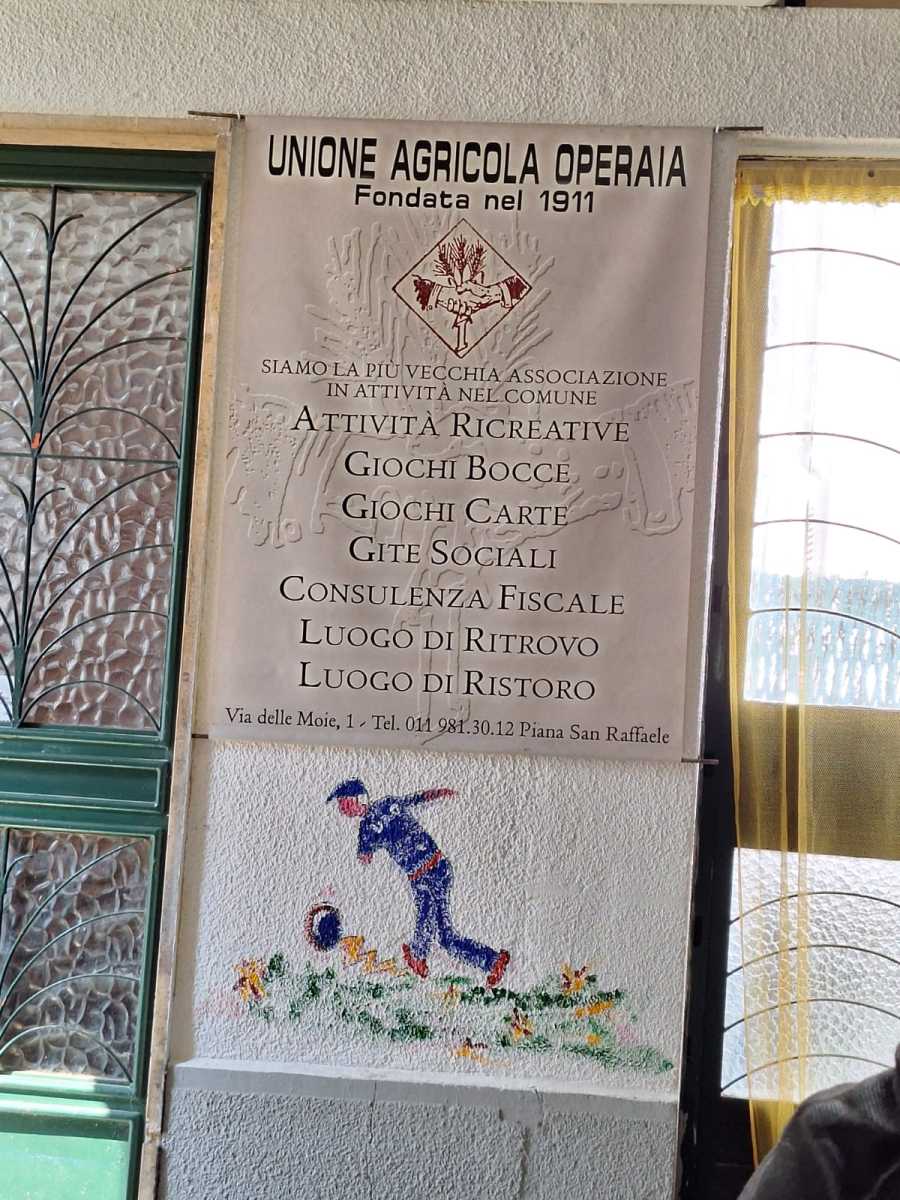 UNIONE AGRICOLA OPERAIA
Fondata nel 1911
SIAMO LA PIÙ VECCHIA ASSOCIAZIONE
IN ATTIVITÀ NEL COMUNE
ATTIVITÀ RICREATIVE
GIOCHI BOCCE
GIOCHI CARTE
GITE SOCIALI
CONSULENZA FISCALE
LUOGO DI RITROVO
LUOGO DI RISTORO
Via delle Moie, 1 - Tel. 011 981.30.12 Piana San Raffaele